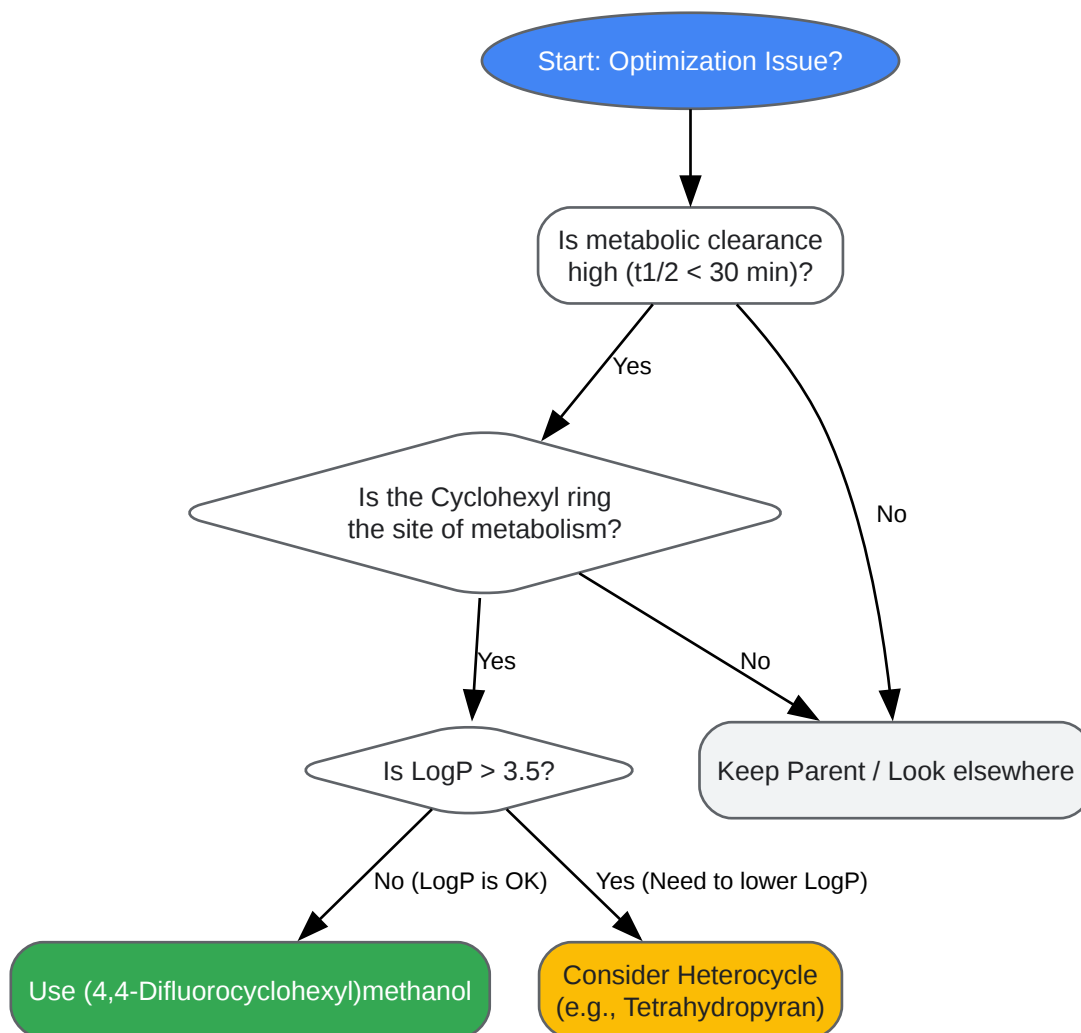 Start: Optimization Issue?
Is metabolic clearance
high (t1/2 < 30 min)?
Yes
No
Is the Cyclohexyl ring
the site of metabolism?
Yes
No
Is LogP > 3.5?
Keep Parent / Look elsewhere
No (LogP is OK)
Yes (Need to lower LogP)
Use (4,4-Difluorocyclohexyl)methanol
Consider Heterocycle
(e.g., Tetrahydropyran)